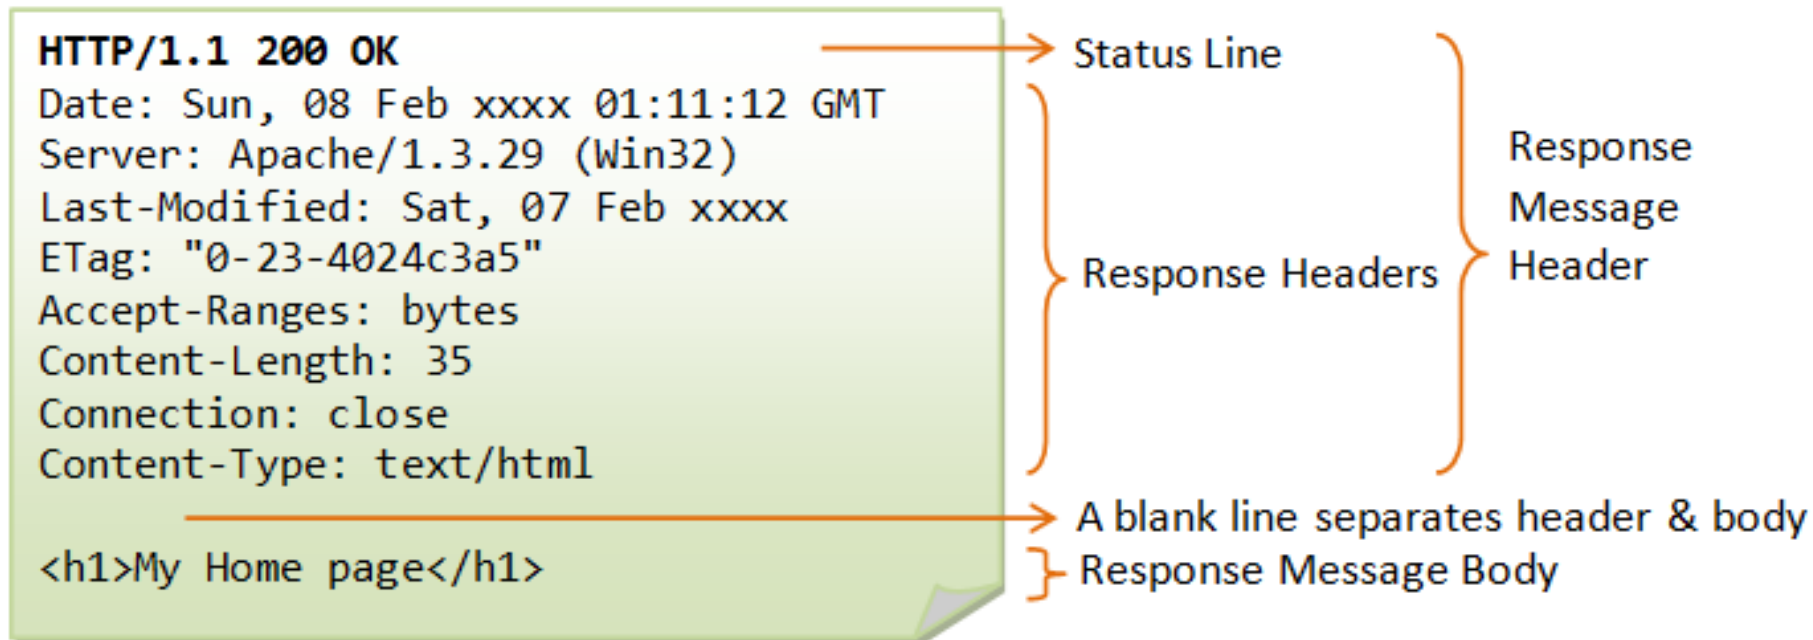 HTTP/1.1 200 OK
Date: Sun, 08 Feb xxxx 01:11:12 GMT
Server: Apache/1.3.29 (Win32)
Last-Modified: Sat, 07 Feb xxxx
ETag: "0-23-4024c3a5"
Accept-Ranges: bytes
Content-Length: 35
Connection: close
Content-Type: text/html
<h1>My Home page</h1>
Status Line
Response Headers
Response
Message
Header
A blank line separates header & body
Response Message Body